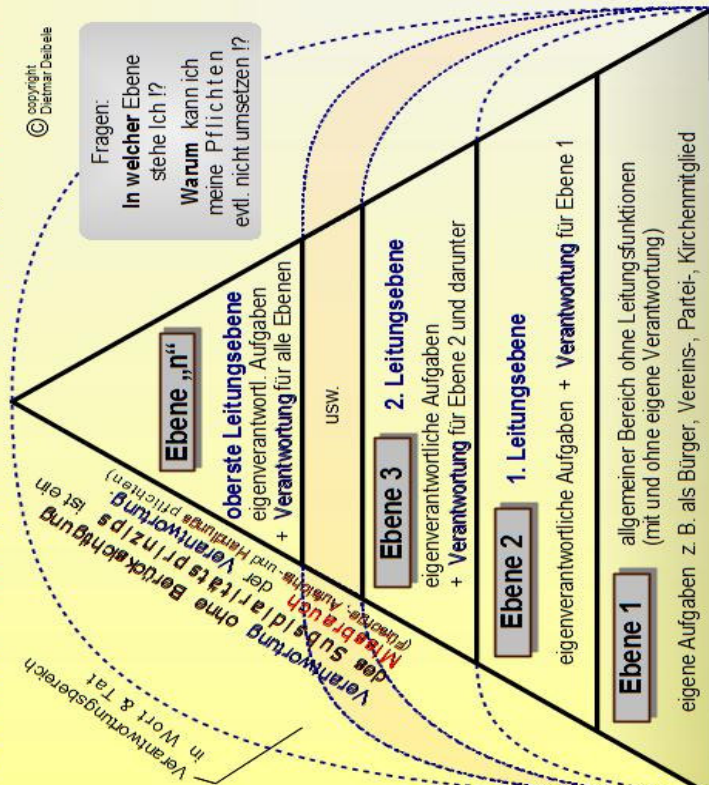 © copyright
Dietmar Deibele
Fragen:
In welcher Ebene
stehe Ich !?
Warum kann ich
meine Pflichten
evtl. nicht umsetzen !?
Verantwortungsbereich
in Wort & Tat
Verantwortung ohne Berücksichtigung
des Subsidiaritätsprinzips ist ein
Missbrauch der Verantwortung.
(Fürsorge-, Aufsichts- und Handlungspflichten)
Ebene „n"
oberste Leitungsebene
eigenverantwortl. Aufgaben
+ Verantwortung für alle Ebenen
usw.
Ebene 3 2. Leitungsebene
eigenverantwortliche Aufgaben
+ Verantwortung für Ebene 2 und darunter
Ebene 2 1. Leitungsebene
eigenverantwortliche Aufgaben + Verantwortung für Ebene 1
Ebene 1 allgemeiner Bereich ohne Leitungsfunktionen
(mit und ohne eigene Verantwortung)
eigene Aufgaben z. B. als Bürger, Vereins-, Partei-, Kirchenmitglied